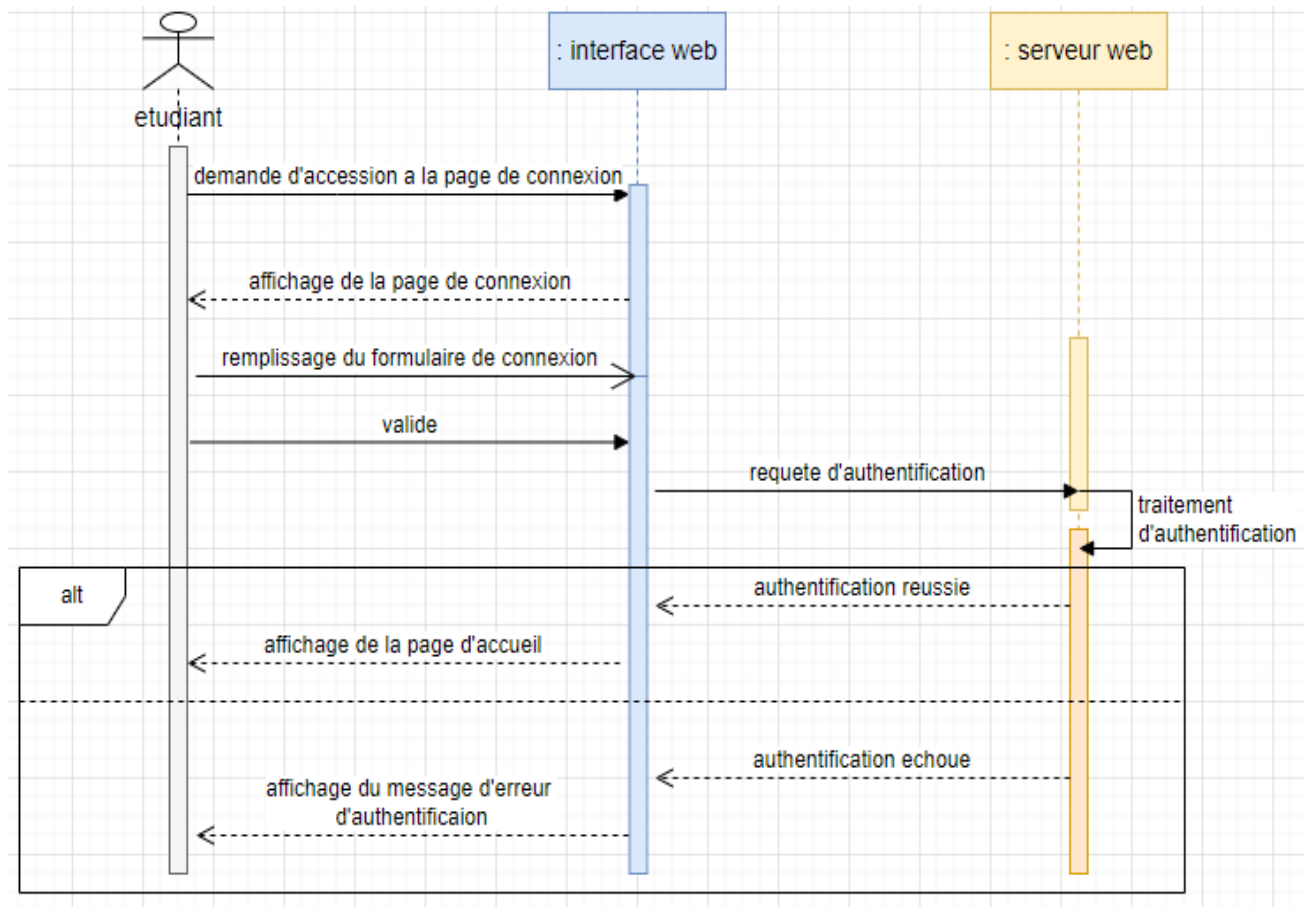 : interface web
: serveur web
etudiant
demande d'accession a la page de connexion
affichage de la page de connexion
remplissage du formulaire de connexion
valide
requete d'authentification
traitement
d'authentification
alt
authentification reussie
affichage de la page d'accueil
authentification echoue
affichage du message d'erreur
d'authentificaion